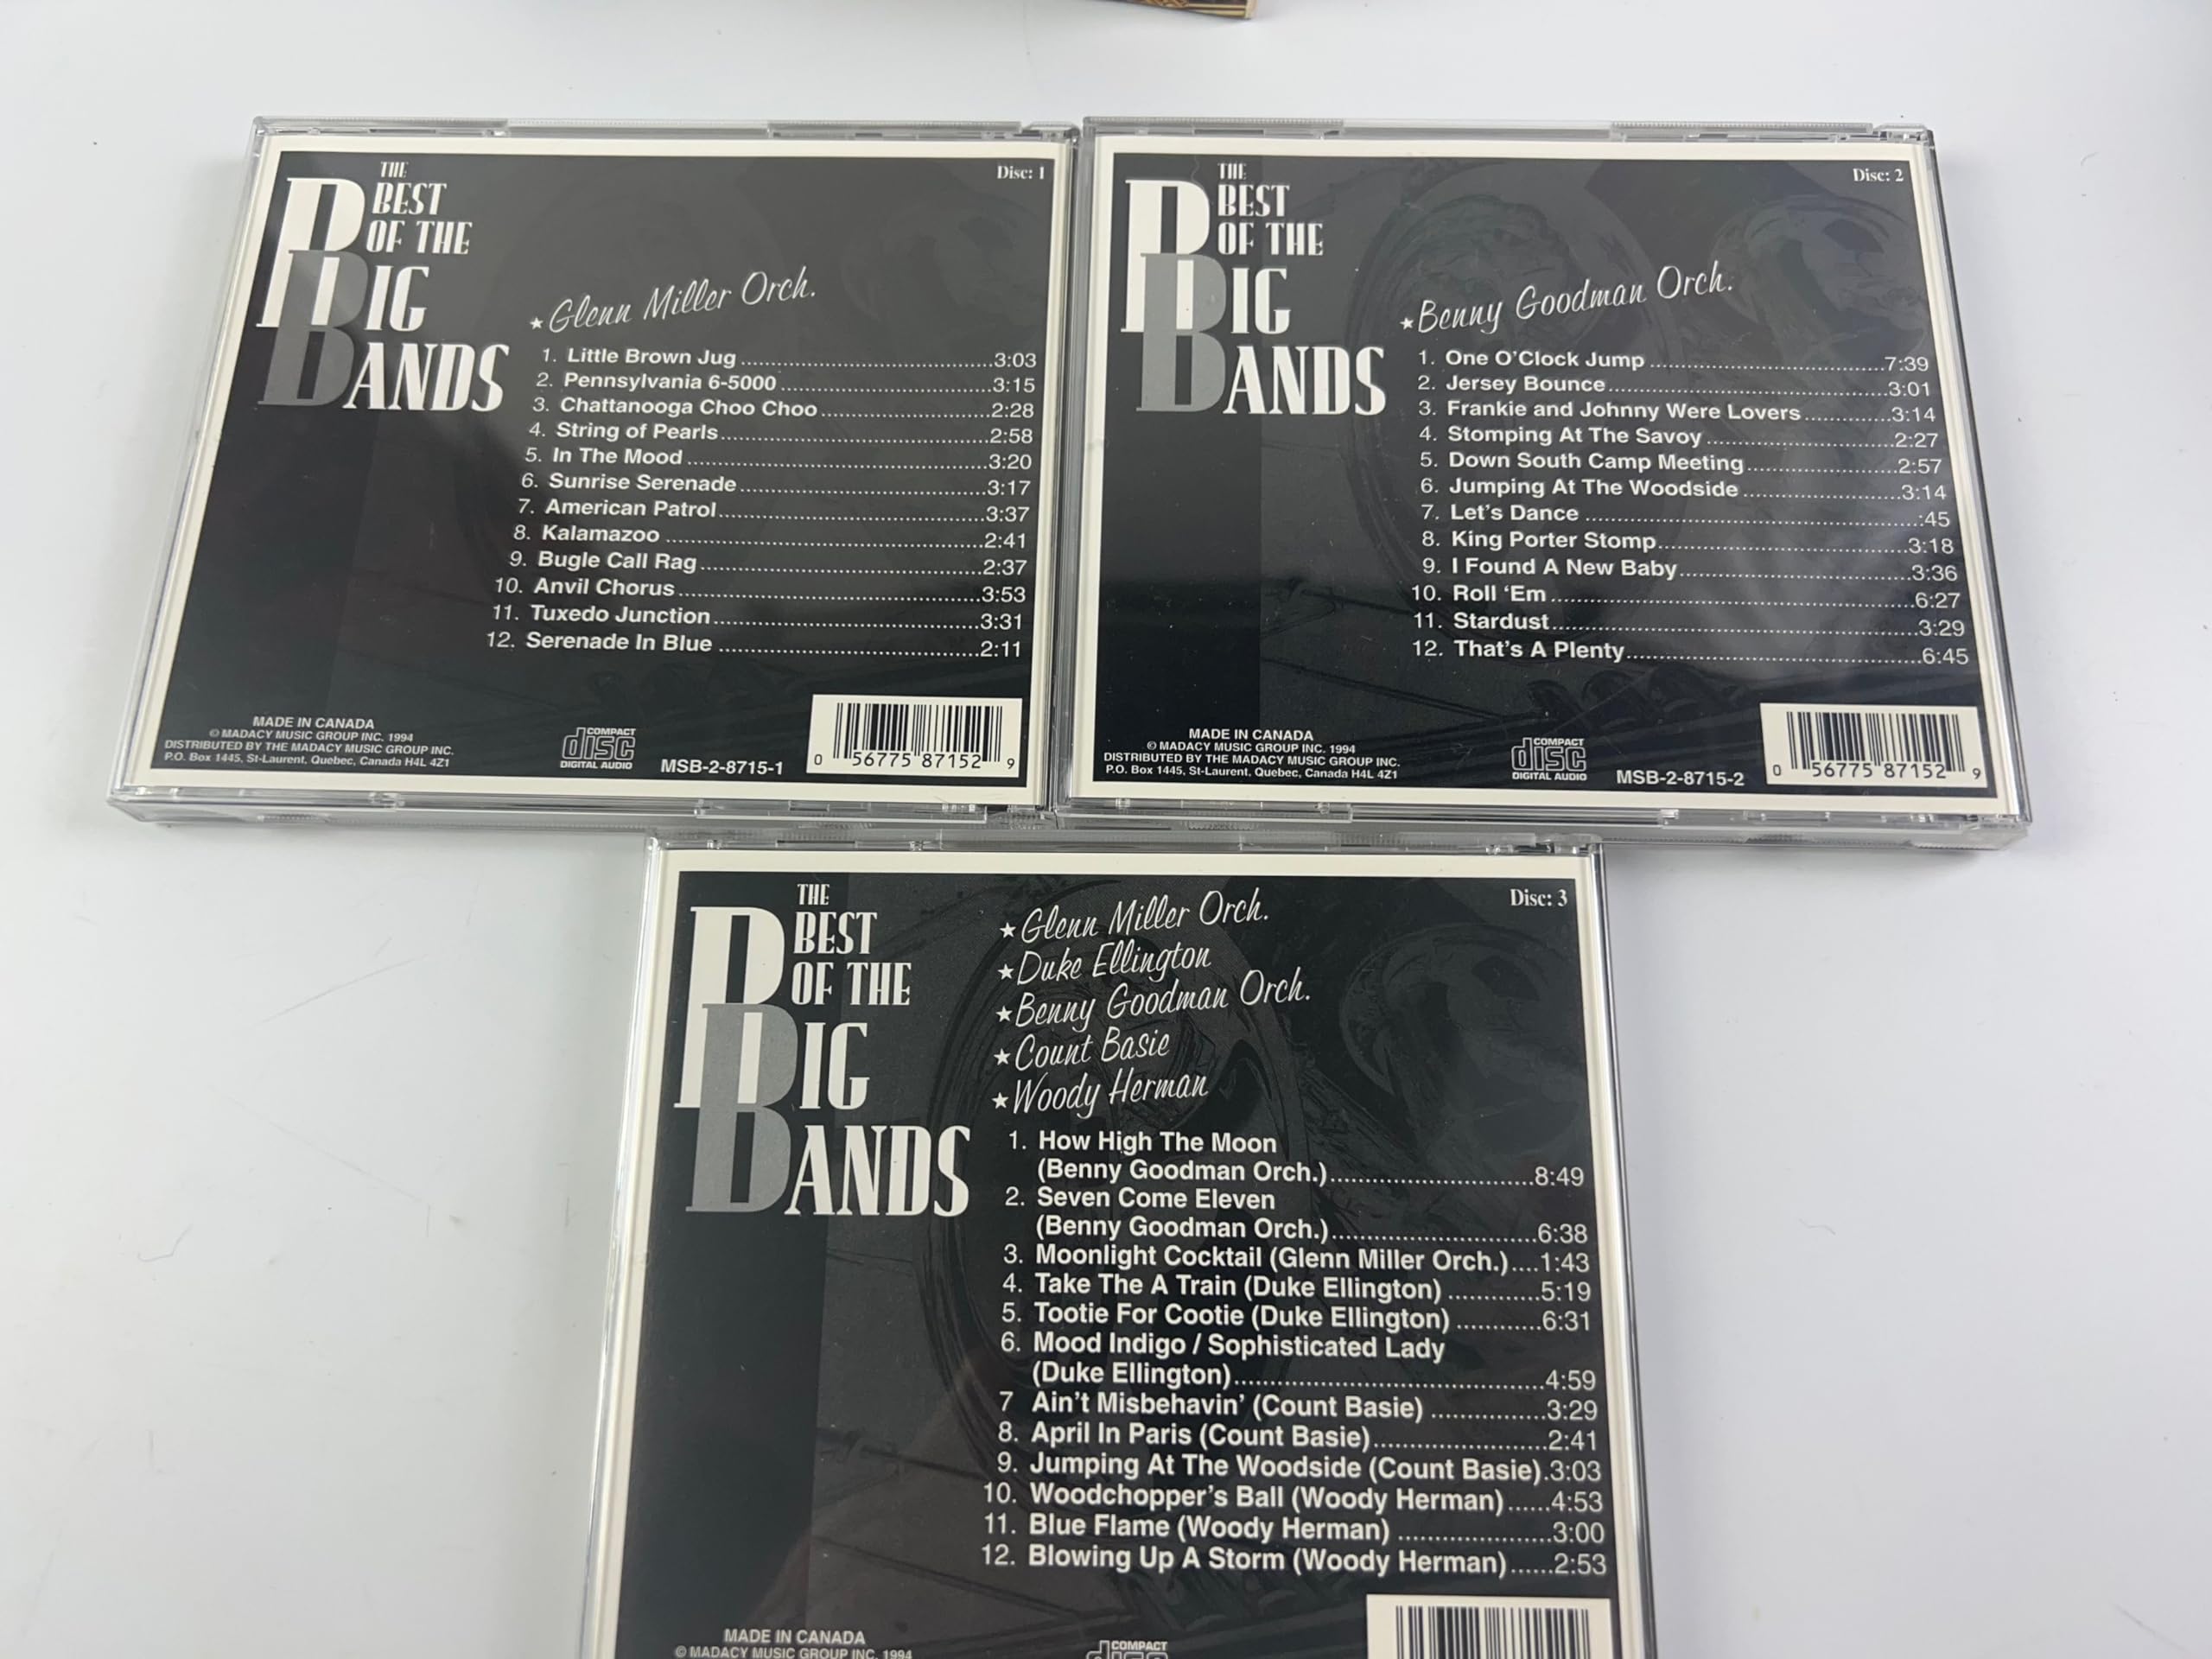 THE
BEST
OF THE
BIG
BANDS
Disc: 1
★Glenn Miller Orch.
1. Little Brown Jug ........ 3:03
2. Pennsylvania 6-5000 ........ 3:15
3. Chattanooga Choo Choo ........ 2:28
4. String of Pearls ........ 2:58
5. In The Mood ........ 3:20
6. Sunrise Serenade ........ 3:17
7. American Patrol ........ 3:37
8. Kalamazoo ........ 2:41
9. Bugle Call Rag ........ 2:37
10. Anvil Chorus ........ 3:53
11. Tuxedo Junction ........ 3:31
12. Serenade In Blue ........ 2:11
MADE IN CANADA
© MADACY MUSIC GROUP INC. 1994
DISTRIBUTED BY THE MADACY MUSIC GROUP INC.
P.O. Box 1445, St-Laurent, Quebec, Canada H4L 4Z1
COMPACT
disc
DIGITAL AUDIO
MSB-2-8715-1
0 56775 87152 9
THE
BEST
OF THE
BIG
BANDS
Disc: 2
★Benny Goodman Orch.
1. One O'Clock Jump ........ 7:39
2. Jersey Bounce ........ 3:01
3. Frankie and Johnny Were Lovers ........ 3:14
4. Stomping At The Savoy ........ 2:27
5. Down South Camp Meeting ........ 2:57
6. Jumping At The Woodside ........ 3:14
7. Let's Dance ........ :45
8. King Porter Stomp ........ 3:18
9. I Found A New Baby ........ 3:36
10. Roll 'Em ........ 6:27
11. Stardust ........ 3:29
12. That's A Plenty ........ 6:45
MADE IN CANADA
© MADACY MUSIC GROUP INC. 1994
DISTRIBUTED BY THE MADACY MUSIC GROUP INC.
P.O. Box 1445, St-Laurent, Quebec, Canada H4L 4Z1
COMPACT
disc
DIGITAL AUDIO
MSB-2-8715-2
0 56775 87152 9
THE
BEST
OF THE
BIG
BANDS
Disc: 3
★Glenn Miller Orch.
★Duke Ellington
★Benny Goodman Orch.
★Count Basie
★Woody Herman
1. How High The Moon
(Benny Goodman Orch.) ........ 8:49
2. Seven Come Eleven
(Benny Goodman Orch.) ........ 6:38
3. Moonlight Cocktail (Glenn Miller Orch.) .... 1:43
4. Take The A Train (Duke Ellington) ........ 5:19
5. Tootie For Cootie (Duke Ellington) ........ 6:31
6. Mood Indigo / Sophisticated Lady
(Duke Ellington) ........ 4:59
7 Ain't Misbehavin' (Count Basie) ........ 3:29
8. April In Paris (Count Basie) ........ 2:41
9. Jumping At The Woodside (Count Basie) . 3:03
10. Woodchopper's Ball (Woody Herman) ...... 4:53
11. Blue Flame (Woody Herman) ........ 3:00
12. Blowing Up A Storm (Woody Herman) ...... 2:53
MADE IN CANADA
© MADACY MUSIC GROUP INC. 1994
COMPACT
disc